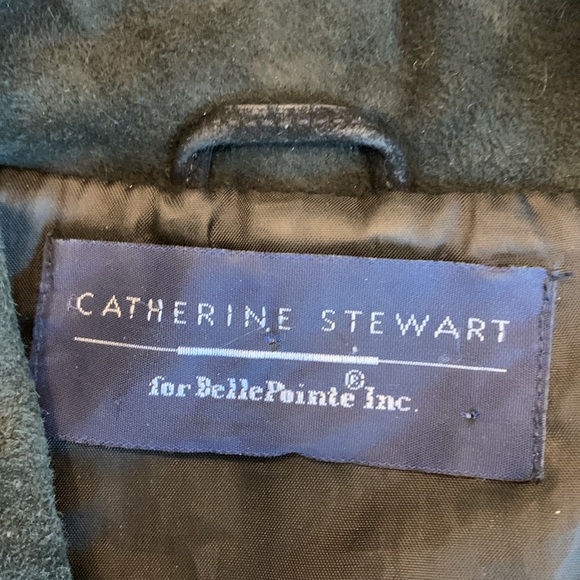 CATHERINE STEWART
for BellePointe® Inc.